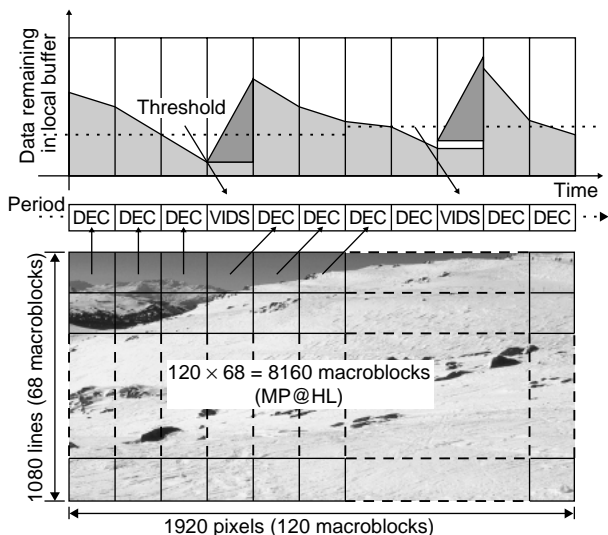 Data remaining
in local buffer
Threshold
Time
Period
DEC DEC DEC VIDS DEC DEC DEC DEC VIDS DEC DEC
1080 lines (68 macroblocks)
120 × 68 = 8160 macroblocks
(MP@HL)
1920 pixels (120 macroblocks)